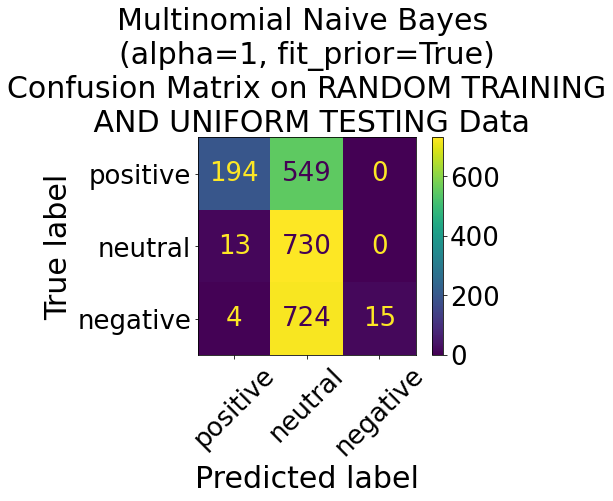 Multinomial Naive Bayes
(alpha=1, fit_prior=True)
Confusion Matrix on RANDOM TRAINING
AND UNIFORM TESTING Data
True label
positive 194 549 0
neutral 13 730 0
negative 4 724 15
positive neutral negative
Predicted label
600
400
200
0